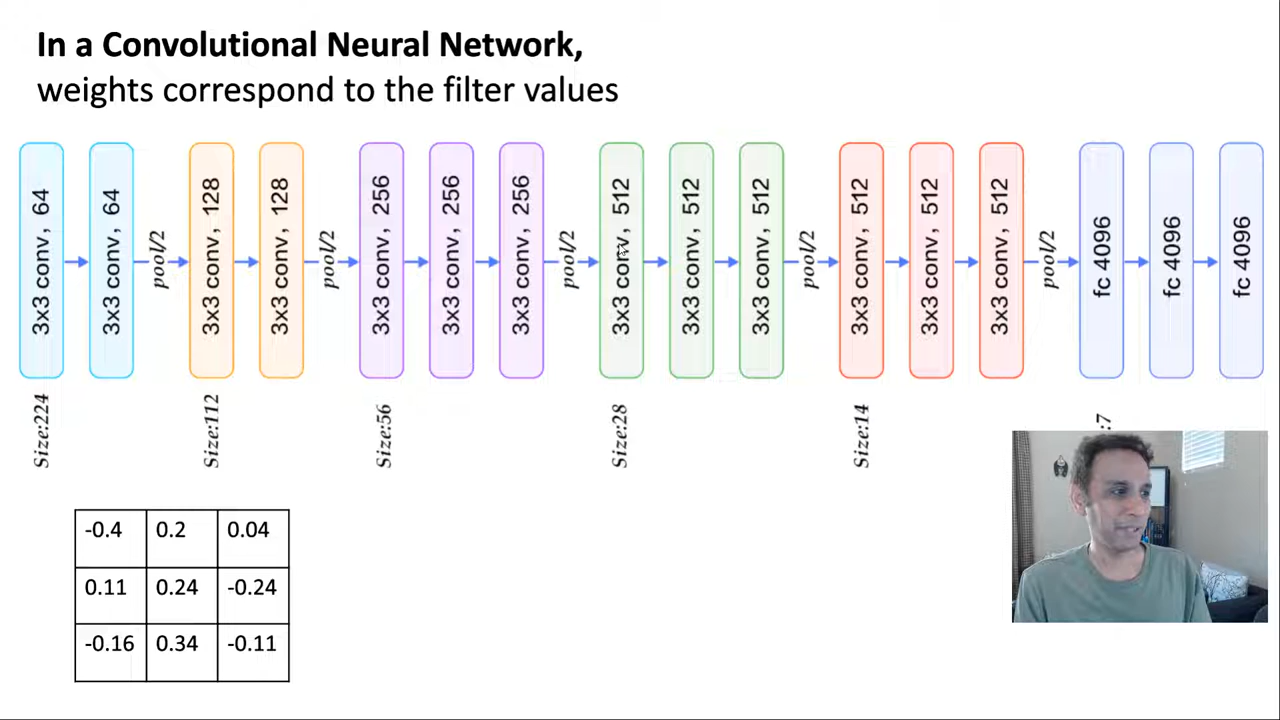 In a Convolutional Neural Network,
weights correspond to the filter values
3x3 conv, 64
3x3 conv, 64
pool/2
3x3 conv, 128
3x3 conv, 128
pool/2
3x3 conv, 256
3x3 conv, 256
3x3 conv, 256
pool/2
3x3 conv, 512
3x3 conv, 512
3x3 conv, 512
pool/2
3x3 conv, 512
3x3 conv, 512
3x3 conv, 512
pool/2
fc 4096
fc 4096
fc 4096
Size:224
Size:112
Size:56
Size:28
Size:14
:7
-0.4 0.2 0.04
0.11 0.24 -0.24
-0.16 0.34 -0.11